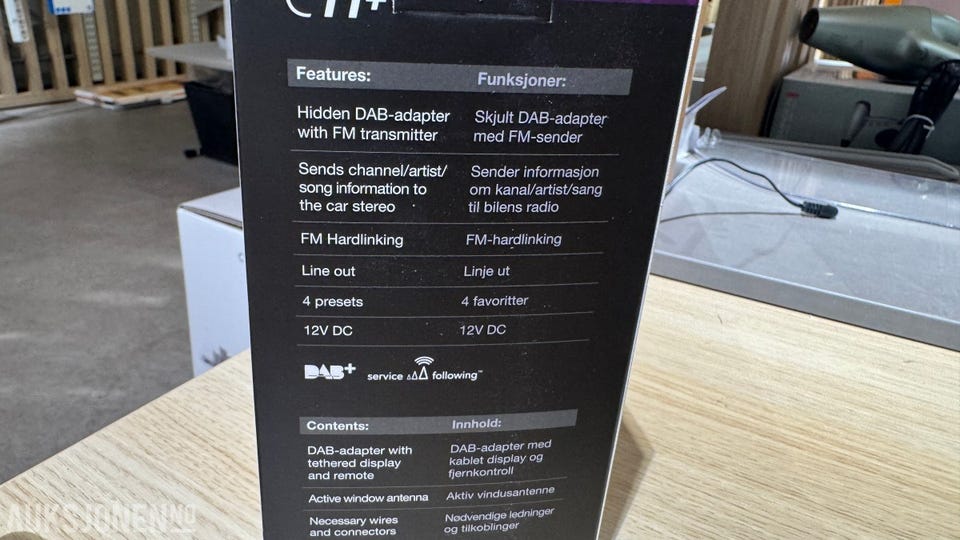 Features:
Funksjoner:
Hidden DAB-adapter
with FM transmitter
Skjult DAB-adapter
med FM-sender
Sends channel/artist/
song information to
the car stereo
Sender informasjon
om kanal/artist/sang
til bilens radio
FM Hardlinking
FM-hardlinking
Line out
Linje ut
4 presets
4 favoritter
12V DC
12V DC
DAB+
service following™
Contents:
Innhold:
DAB-adapter with
tethered display
and remote
DAB-adapter med
kablet display og
fjernkontroll
Active window antenna
Aktiv vindusantenne
Necessary wires
and connectors
Nødvendige ledninger
og tilkoblinger
AUKSJONEN.NO